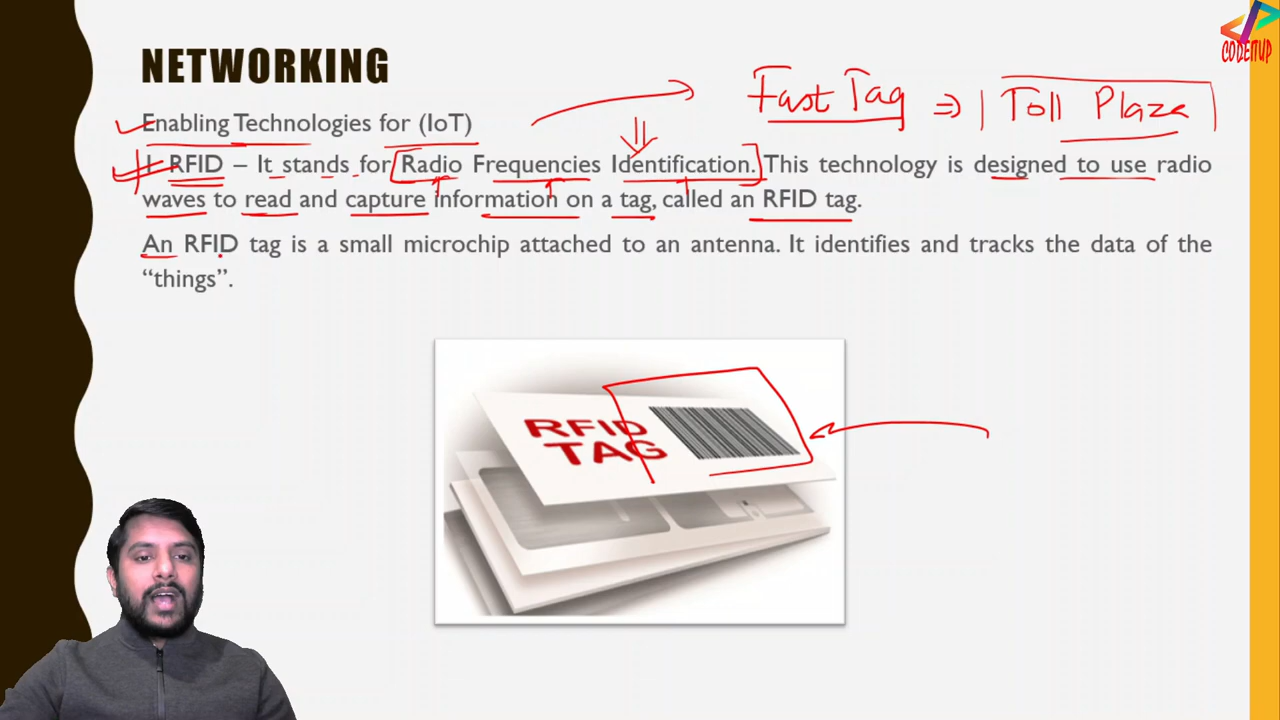 NETWORKING
CODEITUP
Fast Tag ⇒ Toll Plaza
Enabling Technologies for (IoT)
1 RFID – It stands for Radio Frequencies Identification. This technology is designed to use radio
waves to read and capture information on a tag, called an RFID tag.
An RFID tag is a small microchip attached to an antenna. It identifies and tracks the data of the
“things”.
RFID
TAG